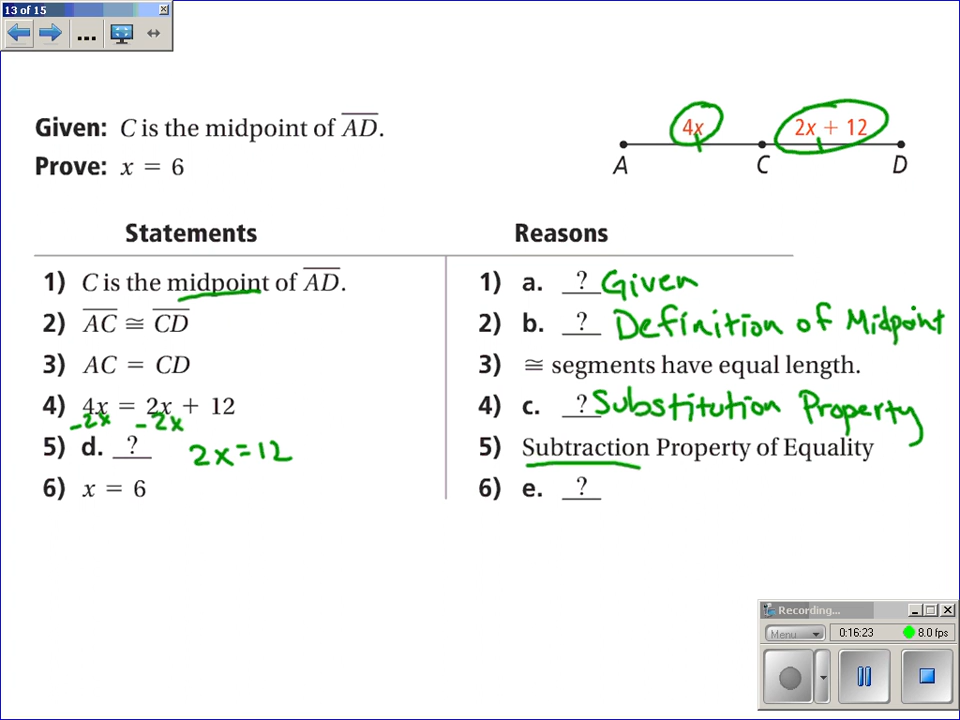 13 of 15
...
Given: C is the midpoint of AD.
Prove: x = 6
4x 2x + 12
A C D
Statements Reasons
1) C is the midpoint of AD. 1) a. ? Given
2) AC ≅ CD 2) b. ? Definition of Midpoint
3) AC = CD 3) ≅ segments have equal length.
4) 4x = 2x + 12 4) c. ? Substitution Property
-2x -2x
5) d. ? 2x = 12 5) Subtraction Property of Equality
6) x = 6 6) e. ?
Recording...
Menu 0:16:23 8.0 fps